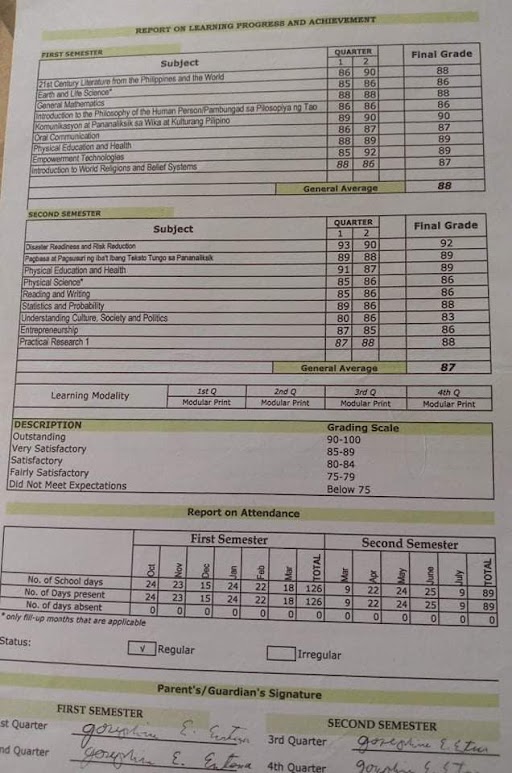 REPORT ON LEARNING PROGRESS AND ACHIEVEMENT
FIRST SEMESTER
Subject QUARTER Final Grade
1 2
21st Century Literature from the Philippines and the World 86 90 88
Earth and Life Science* 85 86 86
General Mathematics 88 88 88
Introduction to the Philosophy of the Human Person/Pambungad sa Pilosopiya ng Tao 86 86 86
Komunikasyon at Pananaliksik sa Wika at Kulturang Pilipino 89 90 90
Oral Communication 86 87 87
Physical Education and Health 88 89 89
Empowerment Technologies 85 92 89
Introduction to World Religions and Belief Systems 88 86 87
General Average 88
SECOND SEMESTER
Subject QUARTER Final Grade
1 2
Disaster Readiness and Risk Reduction 93 90 92
Pagbasa at Pagsusuri ng iba't ibang Teksto Tungo sa Pananaliksik 89 88 89
Physical Education and Health 91 87 89
Physical Science* 85 86 86
Reading and Writing 85 86 86
Statistics and Probability 89 86 88
Understanding Culture, Society and Politics 80 86 83
Entrepreneurship 87 85 86
Practical Research 1 87 88 88
General Average 87
Learning Modality 1st Q 2nd Q 3rd Q 4th Q
Modular Print Modular Print Modular Print Modular Print
DESCRIPTION Grading Scale
Outstanding 90-100
Very Satisfactory 85-89
Satisfactory 80-84
Fairly Satisfactory 75-79
Did Not Meet Expectations Below 75
Report on Attendance
First Semester Second Semester
Oct Nov Dec Jan Feb Mar TOTAL Mar Apr May June July TOTAL
No. of School days 24 23 15 24 22 18 126 9 22 24 25 9 89
No. of Days present 24 23 15 24 22 18 126 9 22 24 25 9 89
No. of days absent 0 0 0 0 0 0 0 0 0 0 0 0 0
*only fill-up months that are applicable
Status: √ Regular Irregular
Parent's/Guardian's Signature
FIRST SEMESTER SECOND SEMESTER
st Quarter 3rd Quarter
nd Quarter 4th Quarter